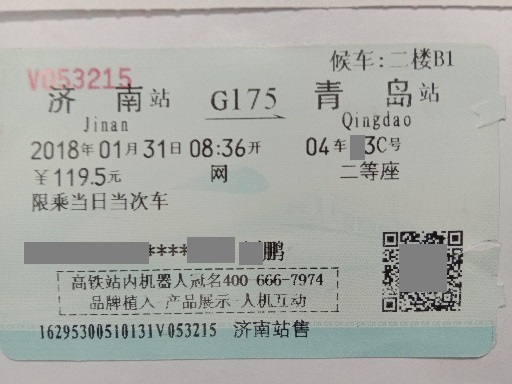 候车:二楼B1
V053215
济南站 G175 青岛站
Jinan Qingdao
2018年01月31日 08:36开 04车 3C号
￥119.5元 网 二等座
限乘当日当次车
**** 鹏
高铁站内机器人冠名400-666-7974
品牌植入·产品展示·人机互动
16295300510131V053215 济南站售